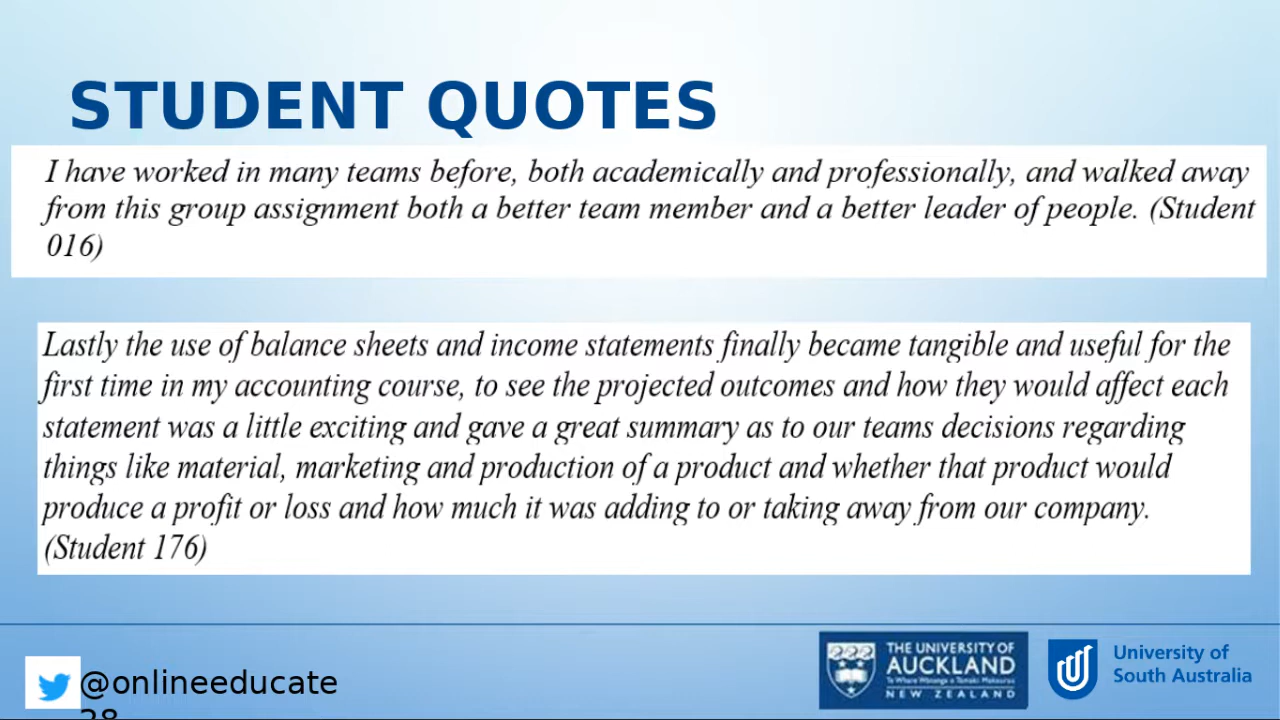 STUDENT QUOTES
I have worked in many teams before, both academically and professionally, and walked away
from this group assignment both a better team member and a better leader of people. (Student
016)
Lastly the use of balance sheets and income statements finally became tangible and useful for the
first time in my accounting course, to see the projected outcomes and how they would affect each
statement was a little exciting and gave a great summary as to our teams decisions regarding
things like material, marketing and production of a product and whether that product would
produce a profit or loss and how much it was adding to or taking away from our company.
(Student 176)
@onlineeducate
THE UNIVERSITY OF
AUCKLAND
NEW ZEALAND
University of
South Australia